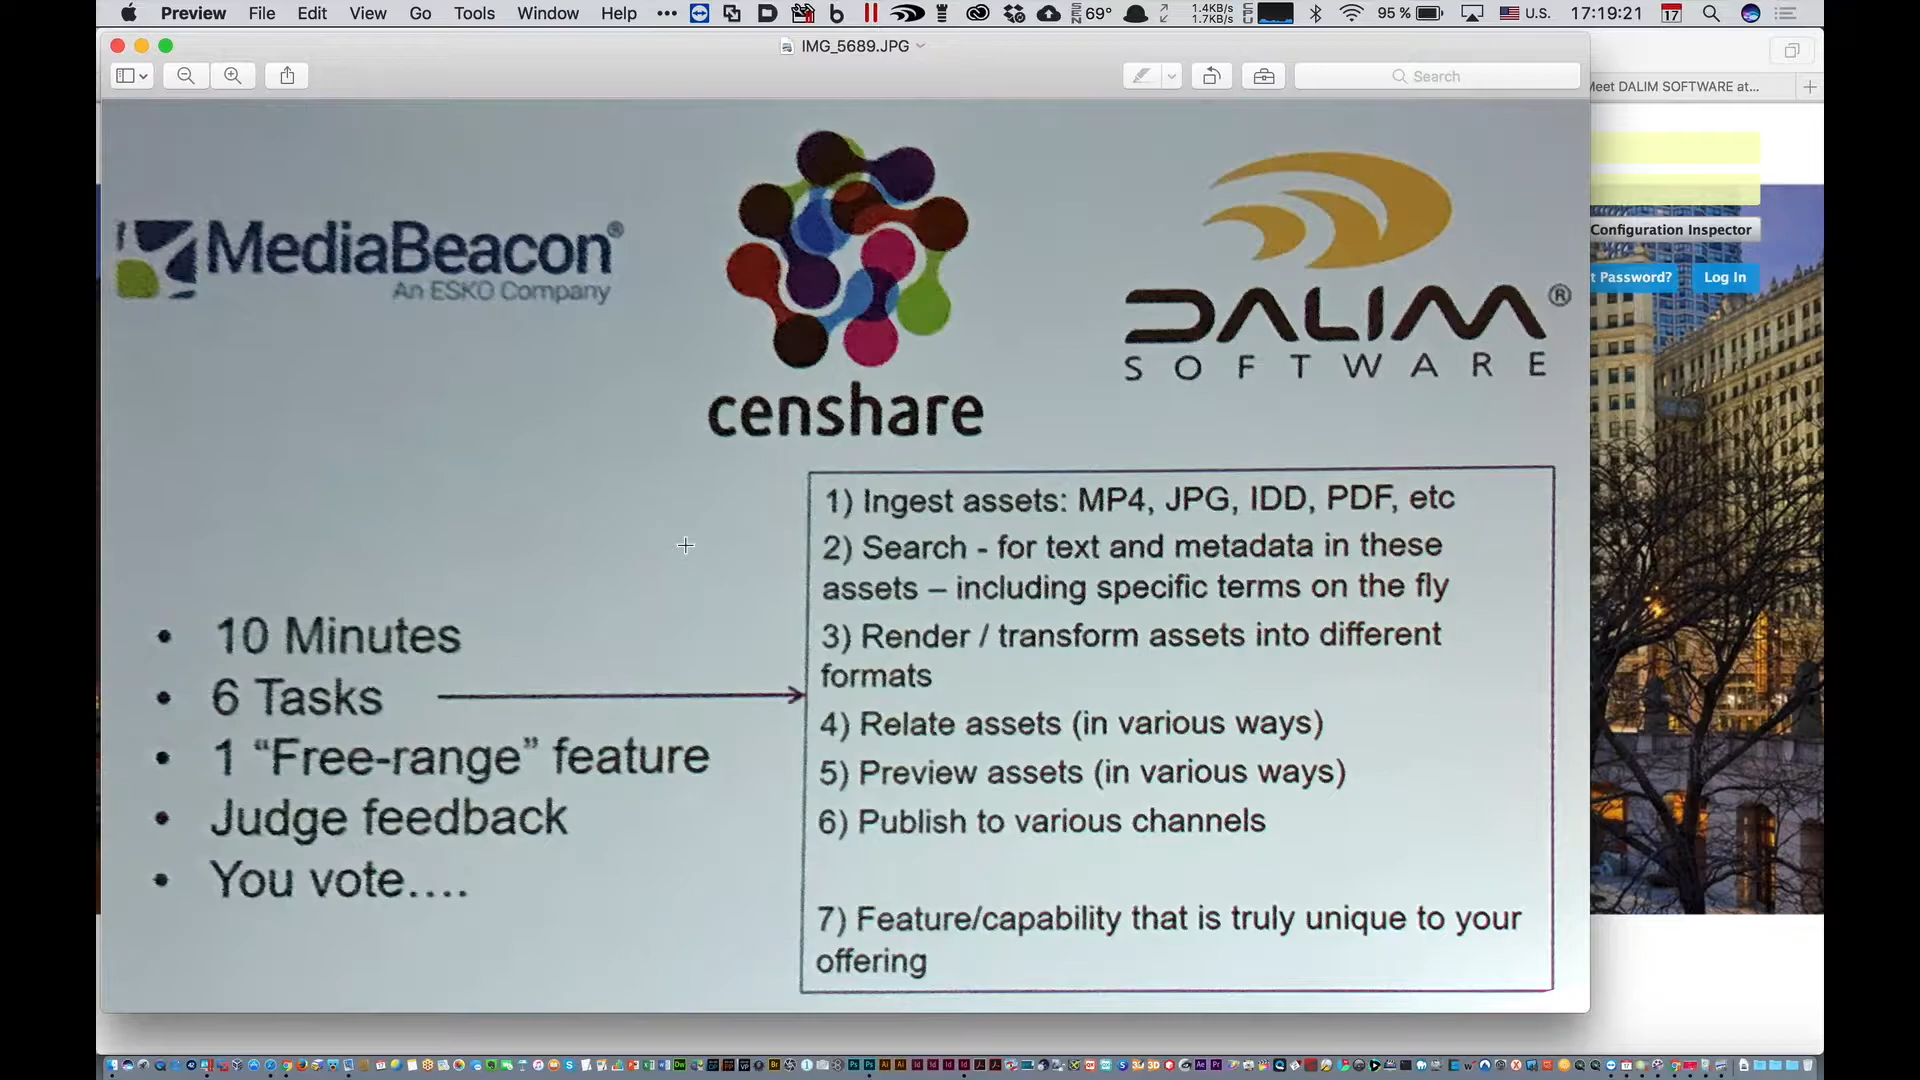 Preview File Edit View Go Tools Window Help
69°
1.4KB/s
1.7KB/s
95 %
U.S.
17:19:21
17
IMG_5689.JPG
Search
Meet DALIM SOFTWARE at...
MediaBeacon®
An ESKO Company
censhare
DALIM®
SOFTWARE
Configuration Inspector
t Password?
Log In
• 10 Minutes
• 6 Tasks
• 1 “Free-range” feature
• Judge feedback
• You vote....
1) Ingest assets: MP4, JPG, IDD, PDF, etc
2) Search - for text and metadata in these
assets – including specific terms on the fly
3) Render / transform assets into different
formats
4) Relate assets (in various ways)
5) Preview assets (in various ways)
6) Publish to various channels
7) Feature/capability that is truly unique to your
offering